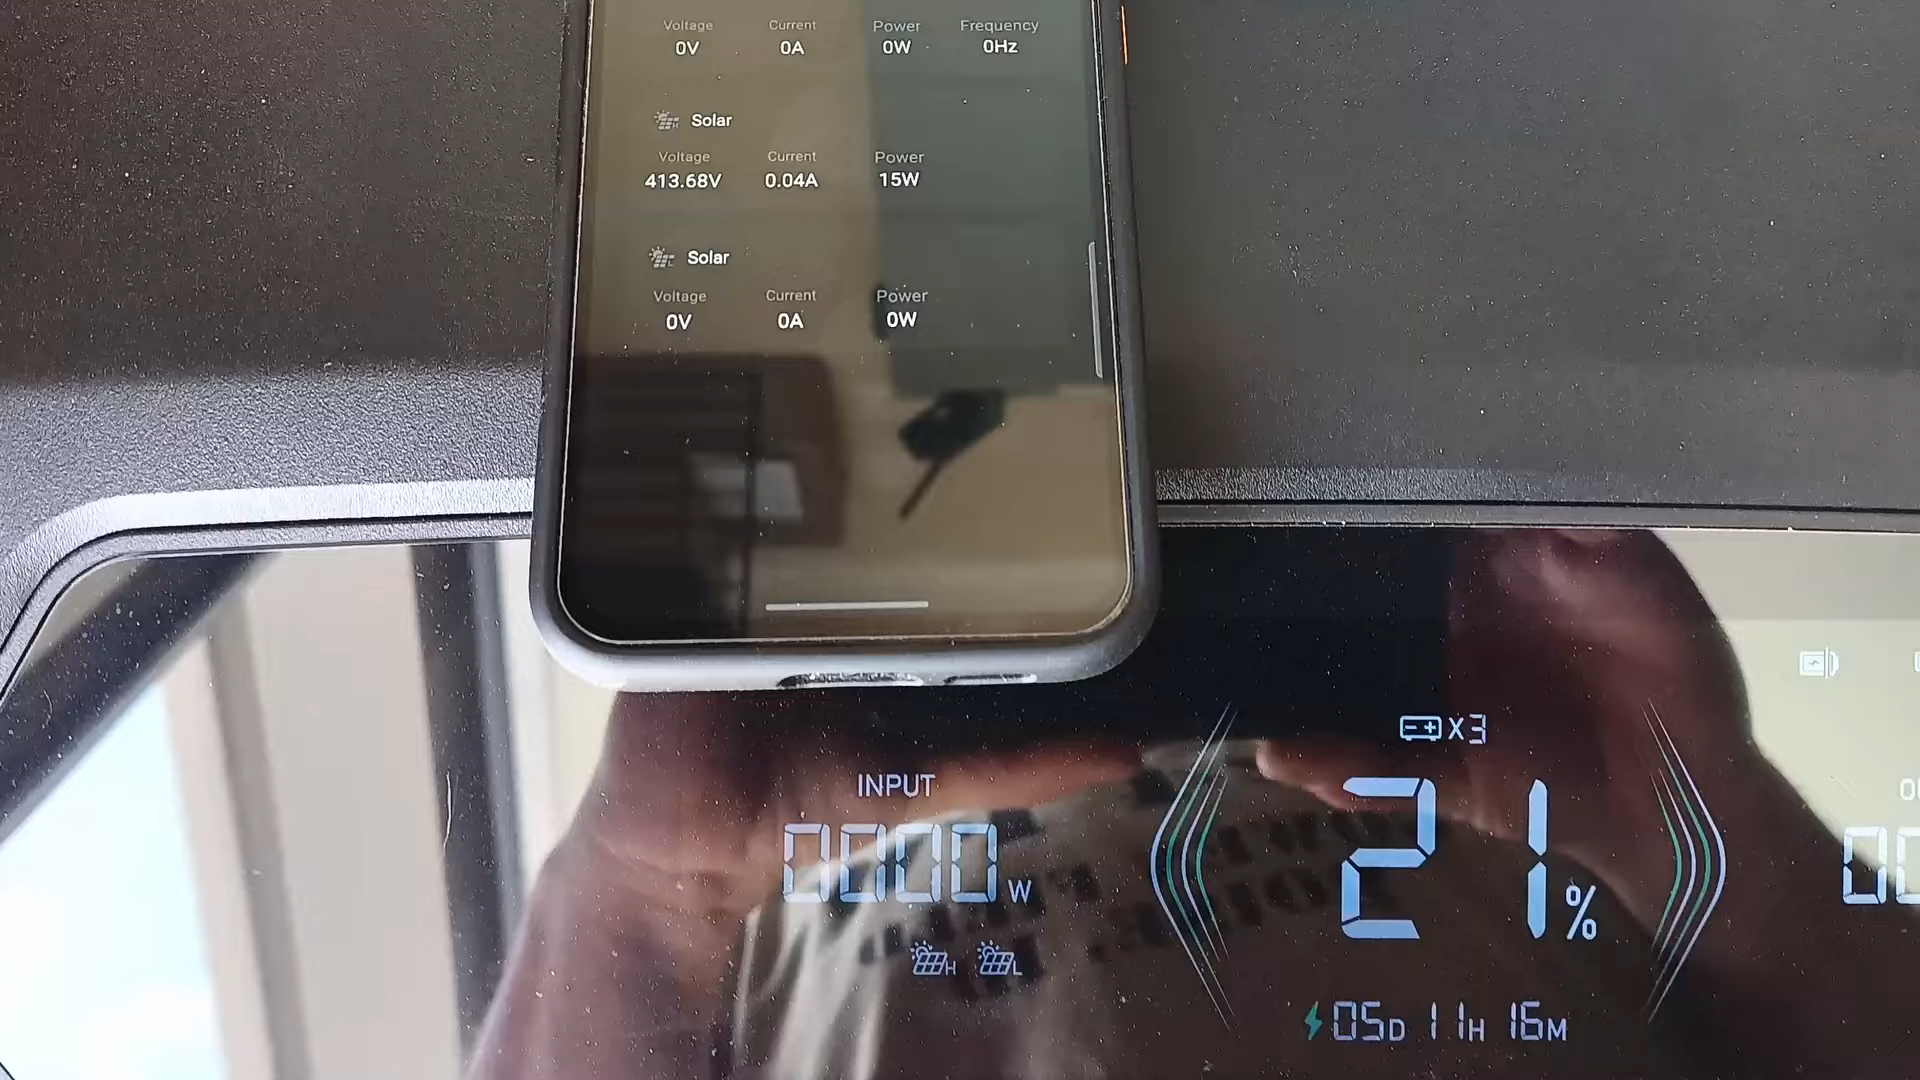 Voltage Current Power Frequency
0V 0A 0W 0Hz
Solar
Voltage Current Power
413.68V 0.04A 15W
Solar
Voltage Current Power
0V 0A 0W
X3
INPUT
0000W
21%
H L
05D 11H 16M